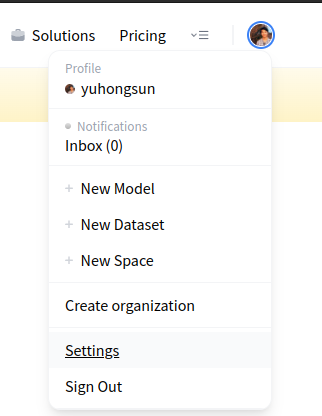 Solutions Pricing
Profile
yuhongsun
Notifications
Inbox (0)
+ New Model
+ New Dataset
+ New Space
Create organization
Settings
Sign Out